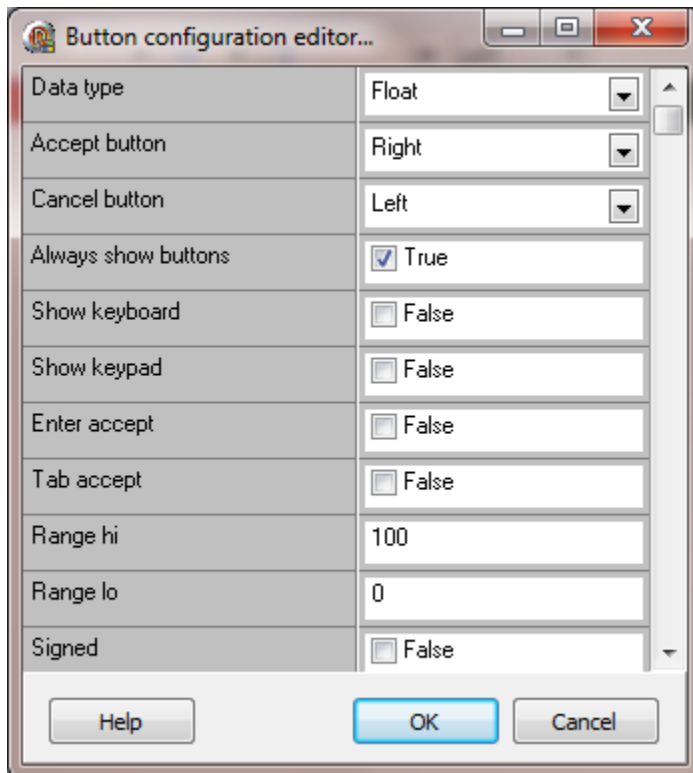 Button configuration editor...
Data type Float
Accept button Right
Cancel button Left
Always show buttons True
Show keyboard False
Show keypad False
Enter accept False
Tab accept False
Range hi 100
Range lo 0
Signed False
Help OK Cancel